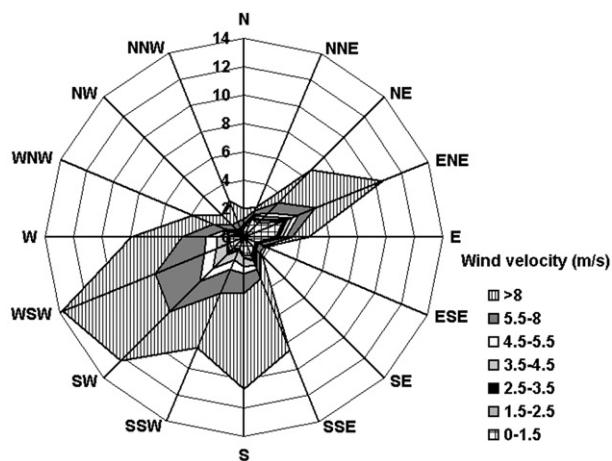 N
NNE
NE
ENE
E
ESE
SE
SSE
S
SSW
SW
WSW
W
WNW
NW
NNW
14
12
10
8
6
4
2
0
Wind velocity (m/s)
>8
5.5-8
4.5-5.5
3.5-4.5
2.5-3.5
1.5-2.5
0-1.5